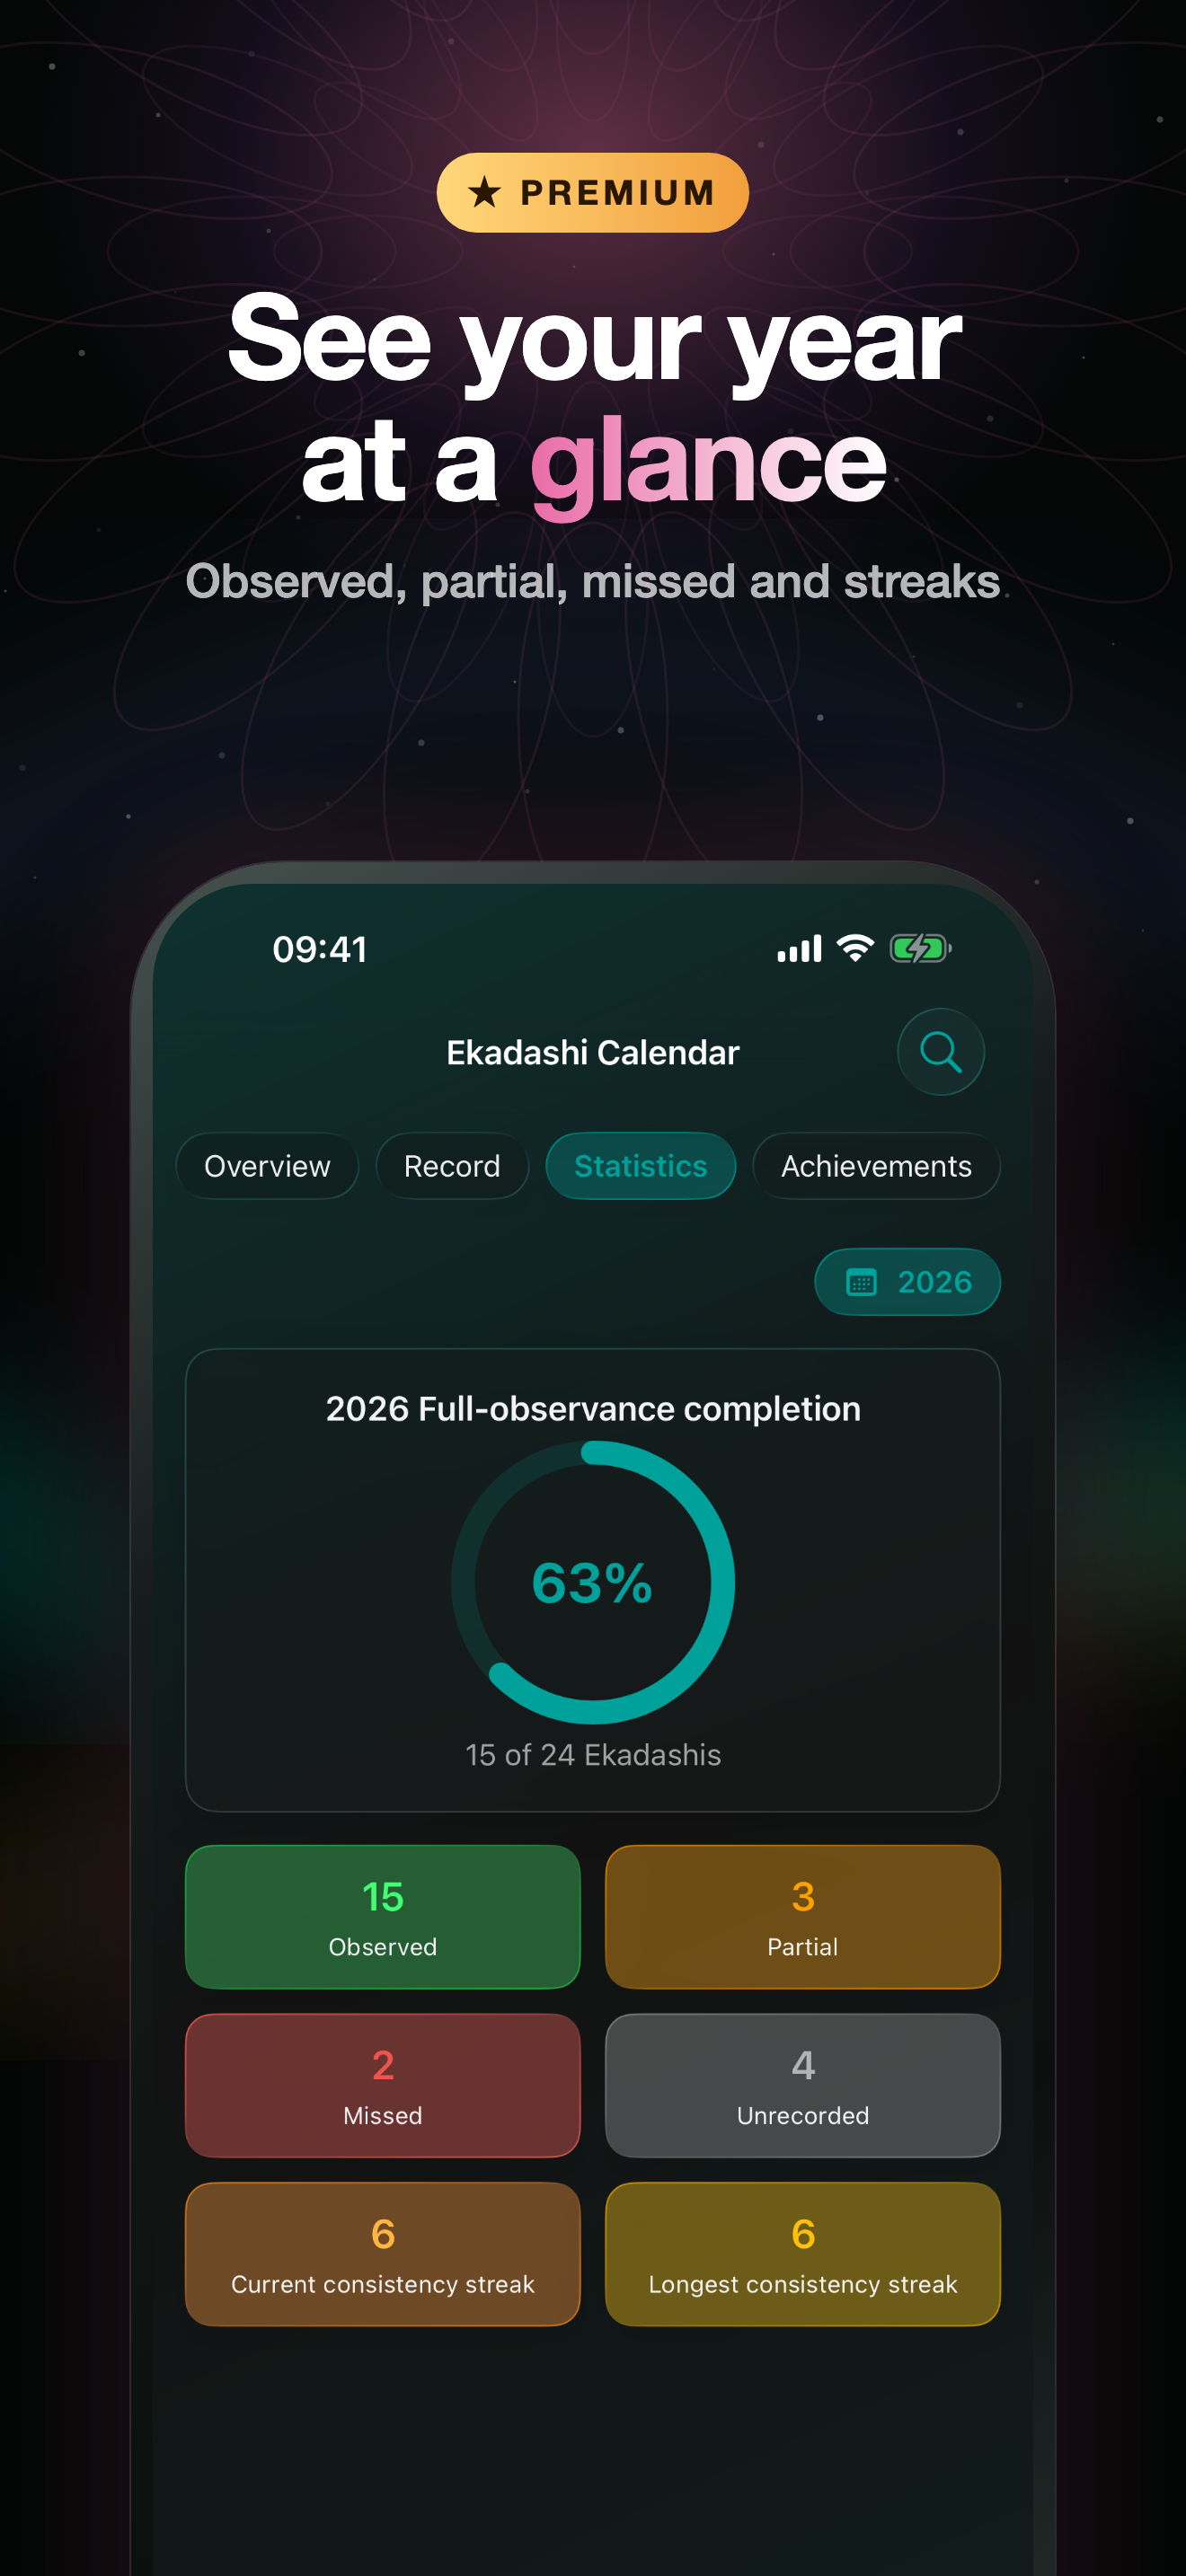 ★ PREMIUM
See your year
at a glance
Observed, partial, missed and streaks.
09:41
Ekadashi Calendar
Overview
Record
Statistics
Achievements
2026
2026 Full-observance completion
63%
15 of 24 Ekadashis
15
Observed
3
Partial
2
Missed
4
Unrecorded
6
Current consistency streak
6
Longest consistency streak